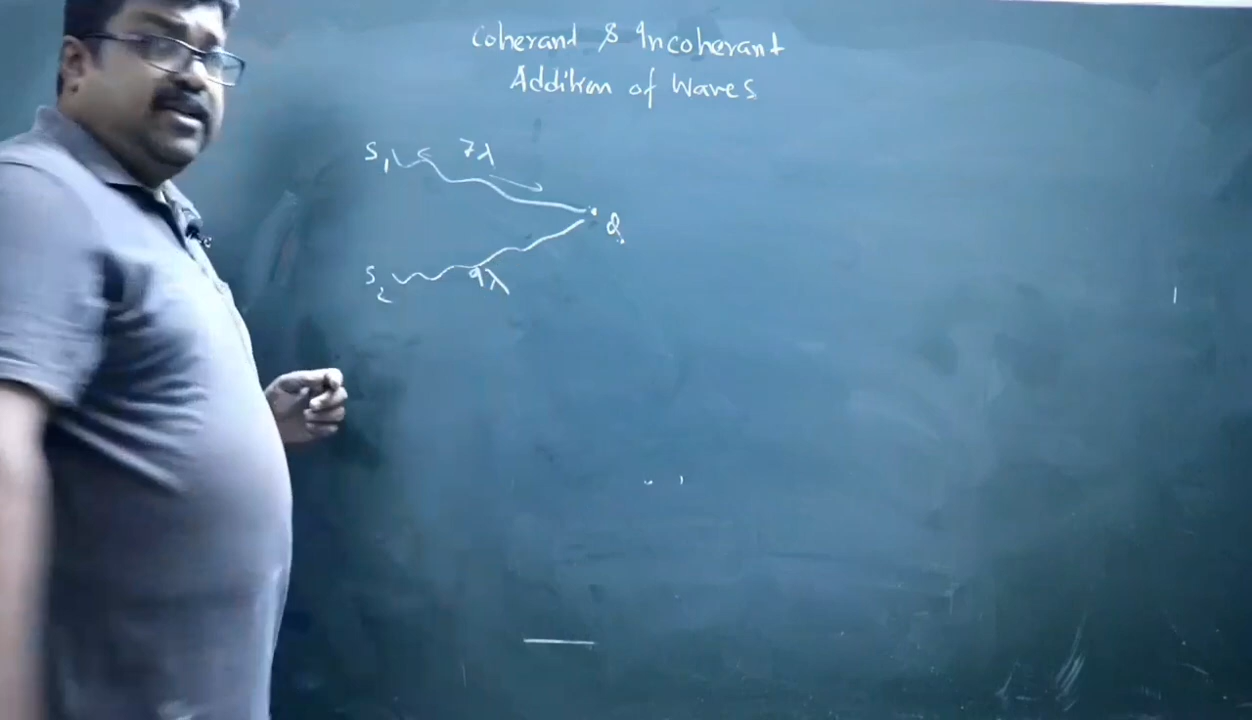 Coherant & Incoherant
Addition of Waves
S1
7λ
Q
S2
9λ